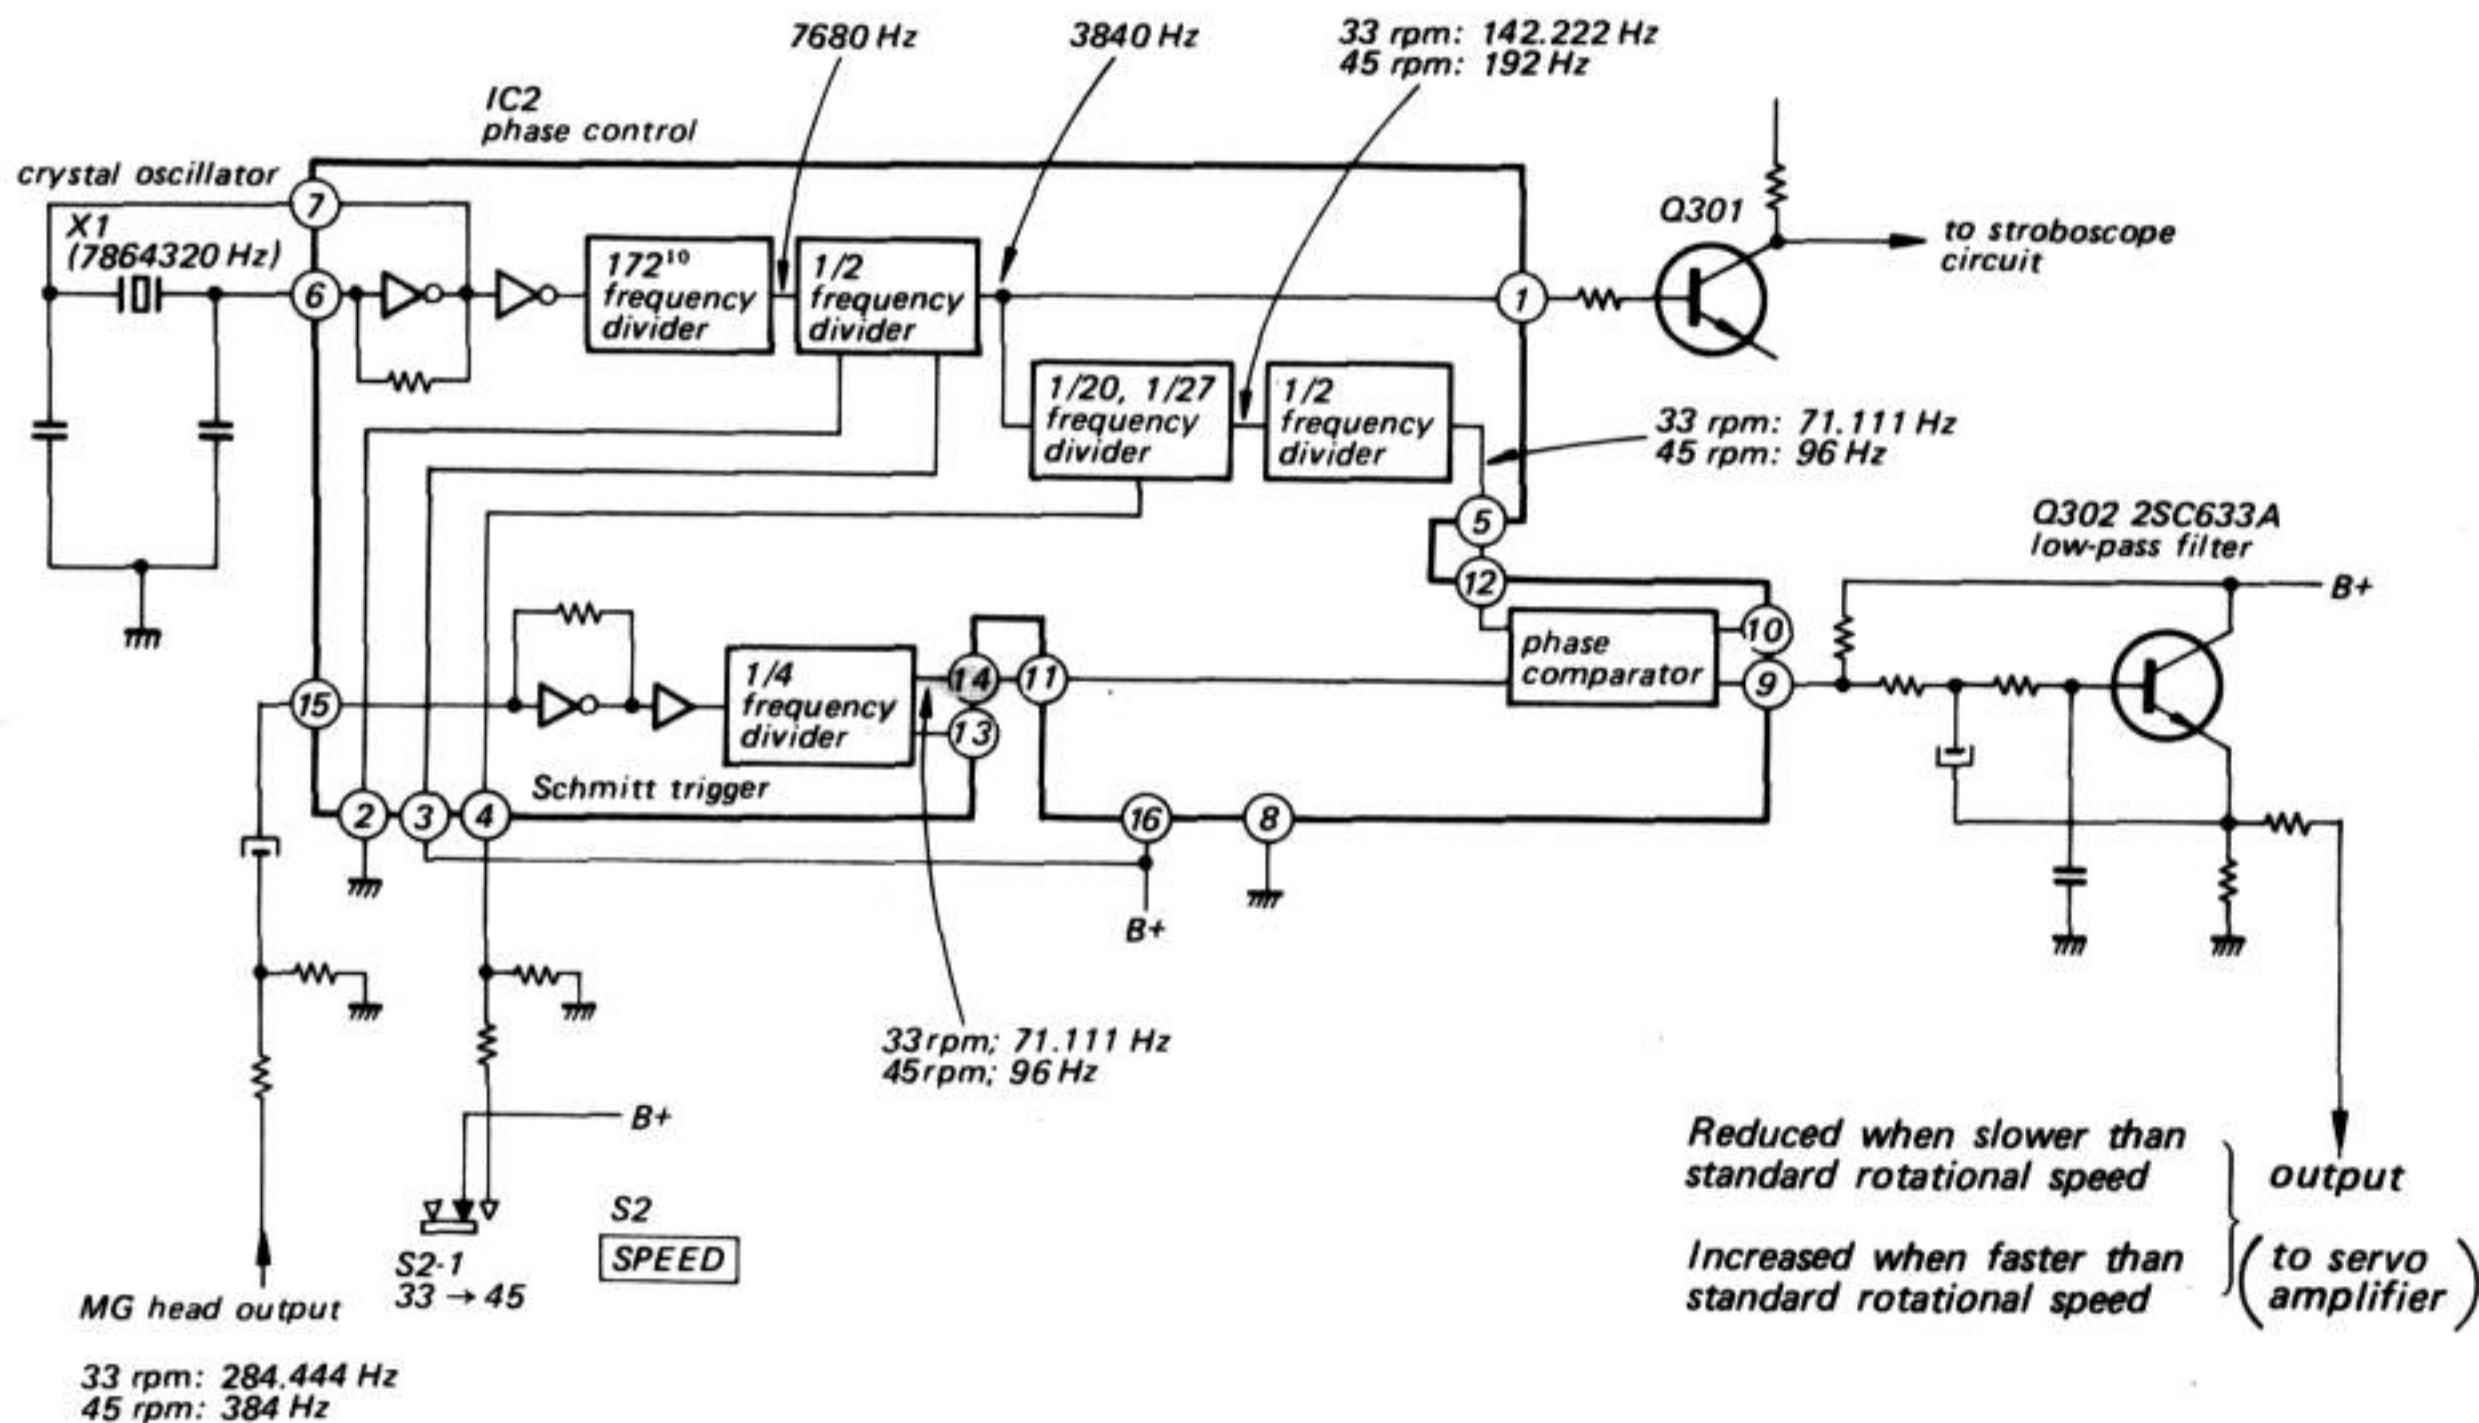 7680 Hz
3840 Hz
33 rpm: 142.222 Hz
45 rpm: 192 Hz
IC2
phase control
crystal oscillator
X1
(7864320 Hz)
7
6
172¹⁰
frequency
divider
1/2
frequency
divider
1
Q301
to stroboscope
circuit
1/20, 1/27
frequency
divider
1/2
frequency
divider
33 rpm: 71.111 Hz
45 rpm: 96 Hz
5
12
Q302 2SC633A
low-pass filter
B+
phase
comparator
10
9
15
1/4
frequency
divider
14
11
13
Schmitt trigger
2
3
4
16
8
B+
33rpm; 71.111 Hz
45rpm; 96 Hz
B+
S2
SPEED
S2-1
33 → 45
MG head output
33 rpm: 284.444 Hz
45 rpm: 384 Hz
Reduced when slower than
standard rotational speed
Increased when faster than
standard rotational speed
output
(to servo
amplifier)